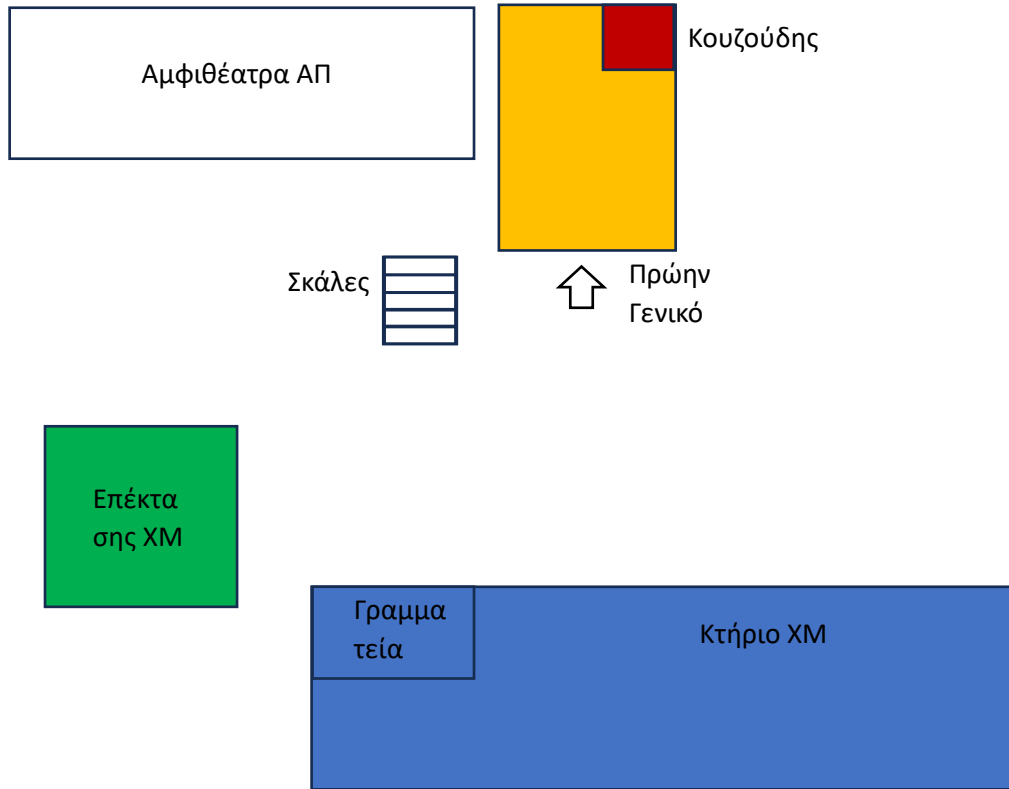 Αμφιθέατρα ΑΠ
Κουζούδης
Σκάλες
Πρώην
Γενικό
Επέκτα
σης ΧΜ
Γραμμα
τεία
Κτήριο ΧΜ